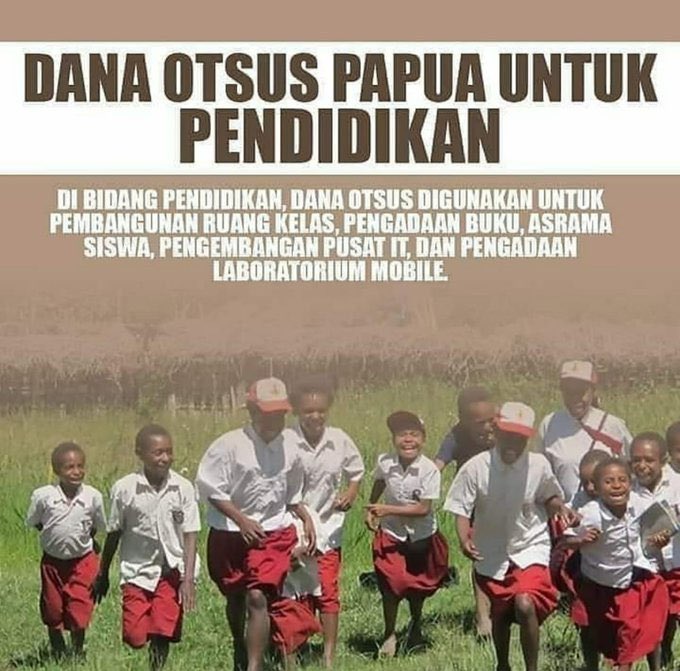 DANA OTSUS PAPUA UNTUK
PENDIDIKAN
DI BIDANG PENDIDIKAN, DANA OTSUS DIGUNAKAN UNTUK
PEMBANGUNAN RUANG KELAS, PENGADAAN BUKU, ASRAMA
SISWA, PENGEMBANGAN PUSAT IT, DAN PENGADAAN
LABORATORIUM MOBILE.